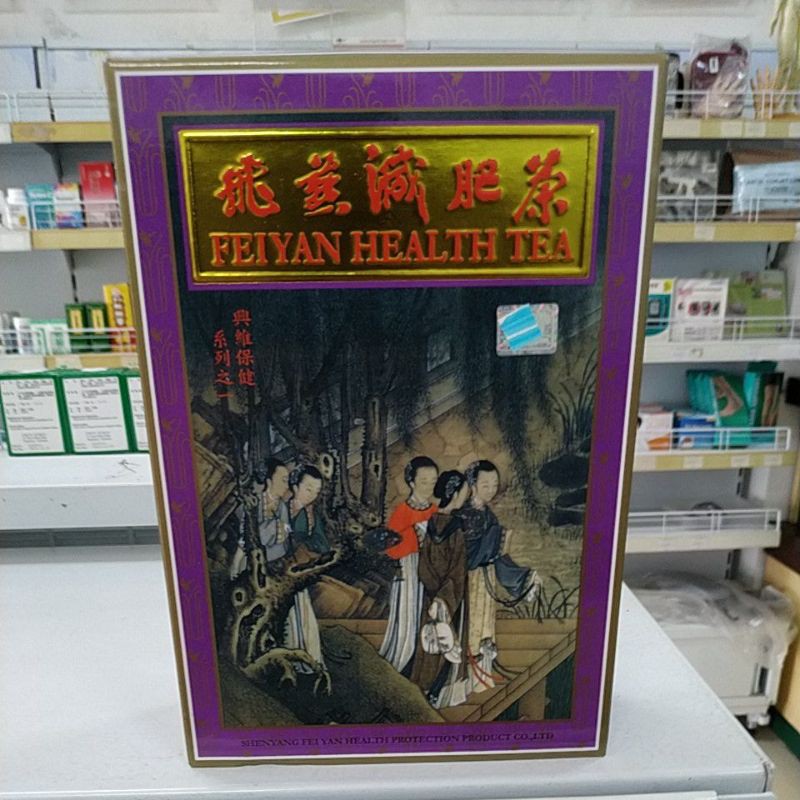 飛燕減肥茶
FEIYAN HEALTH TEA
興維保健
系列之一
SHENYANG FEI YAN HEALTH PROTECTION PRODUCT CO.,LTD